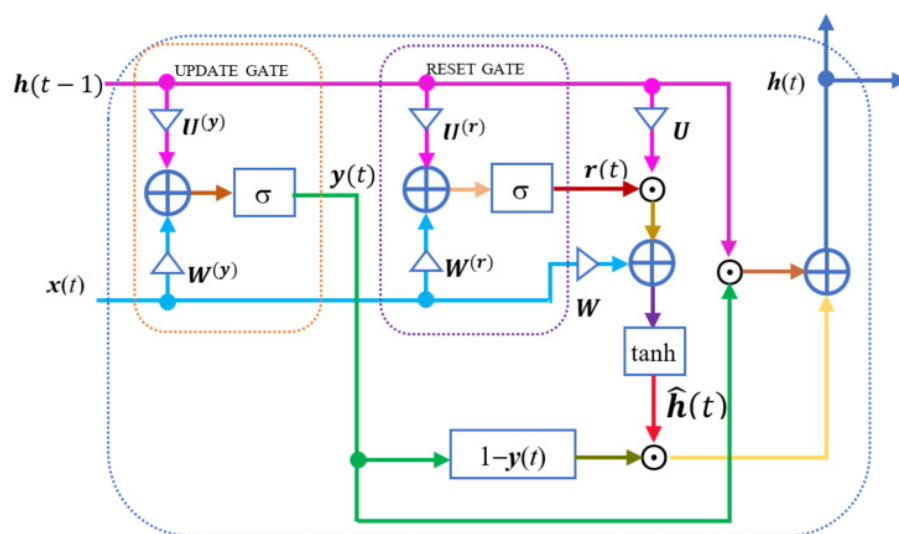 UPDATE GATE
RESET GATE
h(t−1)
h(t)
U(y)
U(r)
U
y(t)
r(t)
σ
σ
W(y)
W(r)
x(t)
W
tanh
ĥ(t)
1−y(t)